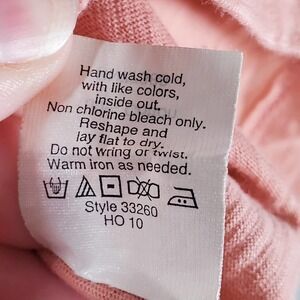 Hand wash cold,
with like colors,
inside out.
Non chlorine bleach only.
Reshape and
lay flat to dry.
Do not wring or twist.
Warm iron as needed.
Style 33260
HO 10